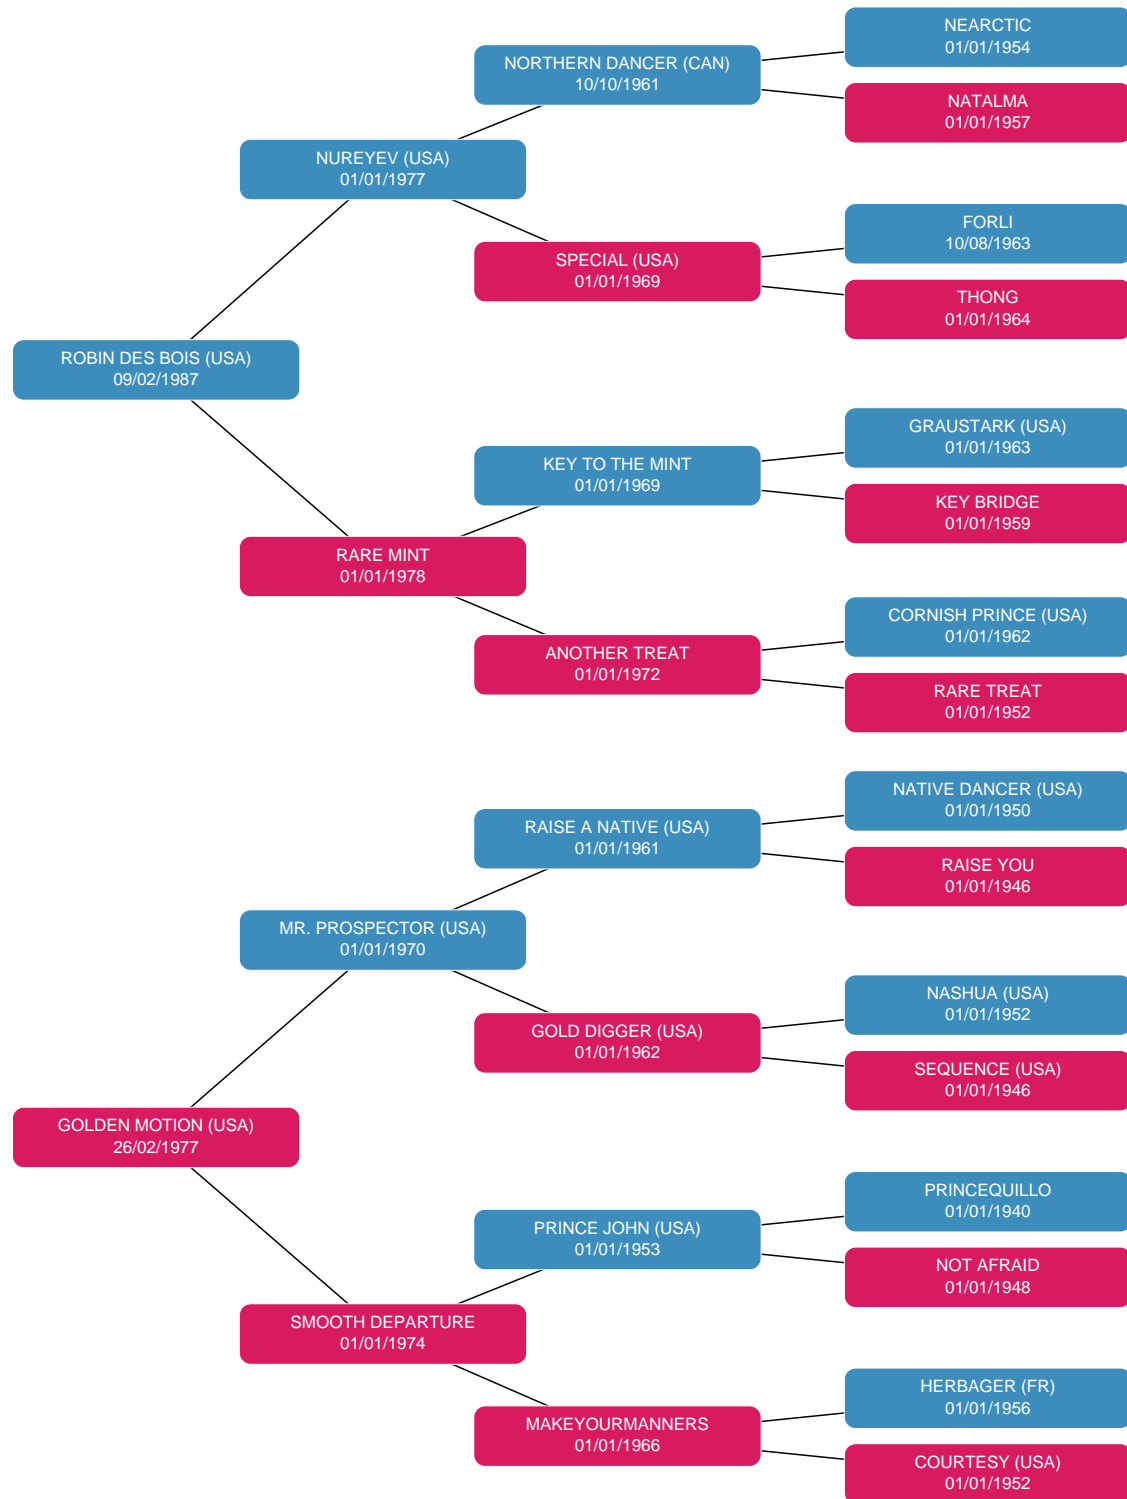 NEARCTIC
01/01/1954
NORTHERN DANCER (CAN)
10/10/1961
NATALMA
01/01/1957
NUREYEV (USA)
01/01/1977
FORLI
10/08/1963
SPECIAL (USA)
01/01/1969
THONG
01/01/1964
ROBIN DES BOIS (USA)
09/02/1987
GRAUSTARK (USA)
01/01/1963
KEY TO THE MINT
01/01/1969
KEY BRIDGE
01/01/1959
RARE MINT
01/01/1978
CORNISH PRINCE (USA)
01/01/1962
ANOTHER TREAT
01/01/1972
RARE TREAT
01/01/1952
NATIVE DANCER (USA)
01/01/1950
RAISE A NATIVE (USA)
01/01/1961
RAISE YOU
01/01/1946
MR. PROSPECTOR (USA)
01/01/1970
NASHUA (USA)
01/01/1952
GOLD DIGGER (USA)
01/01/1962
SEQUENCE (USA)
01/01/1946
GOLDEN MOTION (USA)
26/02/1977
PRINCEQUILLO
01/01/1940
PRINCE JOHN (USA)
01/01/1953
NOT AFRAID
01/01/1948
SMOOTH DEPARTURE
01/01/1974
HERBAGER (FR)
01/01/1956
MAKEYOURMANNERS
01/01/1966
COURTESY (USA)
01/01/1952